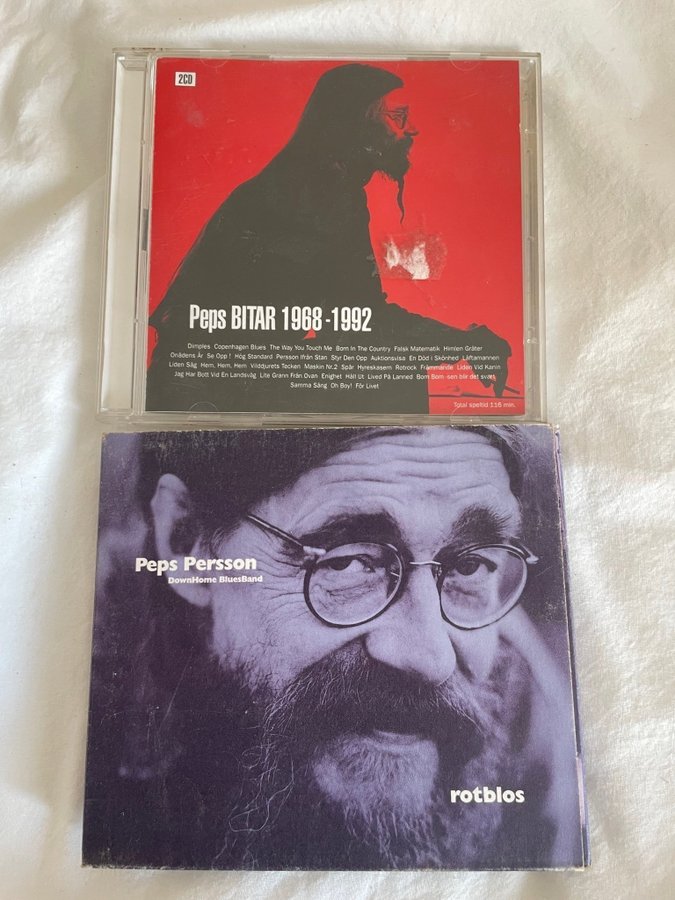 2CD
Peps BITAR 1968-1992
Dimples Copenhagen Blues The Way You Touch Me Born In The Country Falsk Matematik Himlen Gråter
Onådens År Se Opp! Hög Standard Persson Ifrån Stan Styr Den Opp Auktionsvisa En Död i Skönhed Låftamannen
Liden Såg Hem, Hem, Hem Vilddjurets Tecken Maskin Nr.2 Spår Hyreskasern Rotrock Främmande Liden Vid Kanin
Jag Har Bott Vid En Landsväg Lite Grann Från Ovan Enighet Håll Ut Lived På Lanned Bom Bom -sen blir det svart
Samma Sång Oh Boy! För Livet
Total speltid 116 min.
Peps Persson
DownHome BluesBand
rotblos